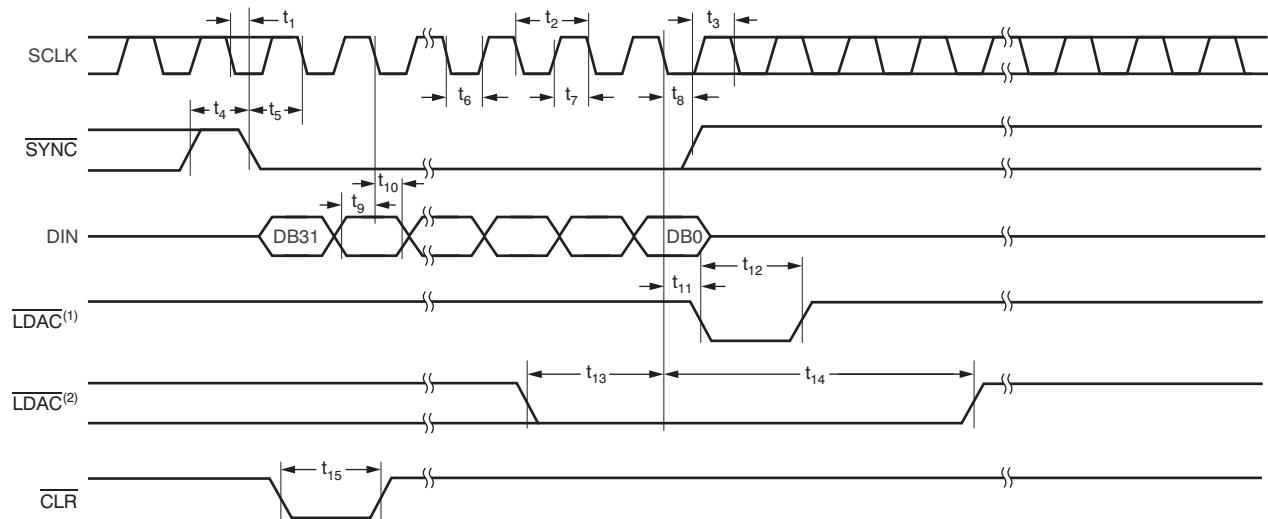 t1 t2 t3
SCLK
t6 t7 t8
t4 t5
SYNC
t10
t9
DIN DB31 DB0
t12
t11
LDAC(1)
t13 t14
LDAC(2)
t15
CLR